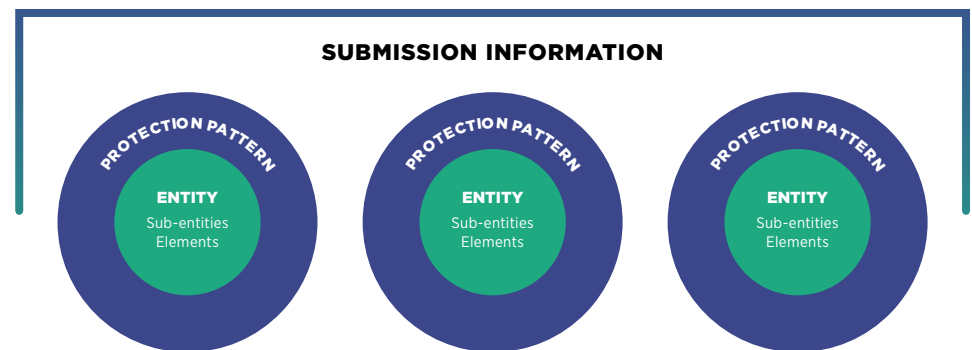 SUBMISSION INFORMATION
PROTECTION PATTERN
ENTITY
Sub-entities
Elements
PROTECTION PATTERN
ENTITY
Sub-entities
Elements
PROTECTION PATTERN
ENTITY
Sub-entities
Elements